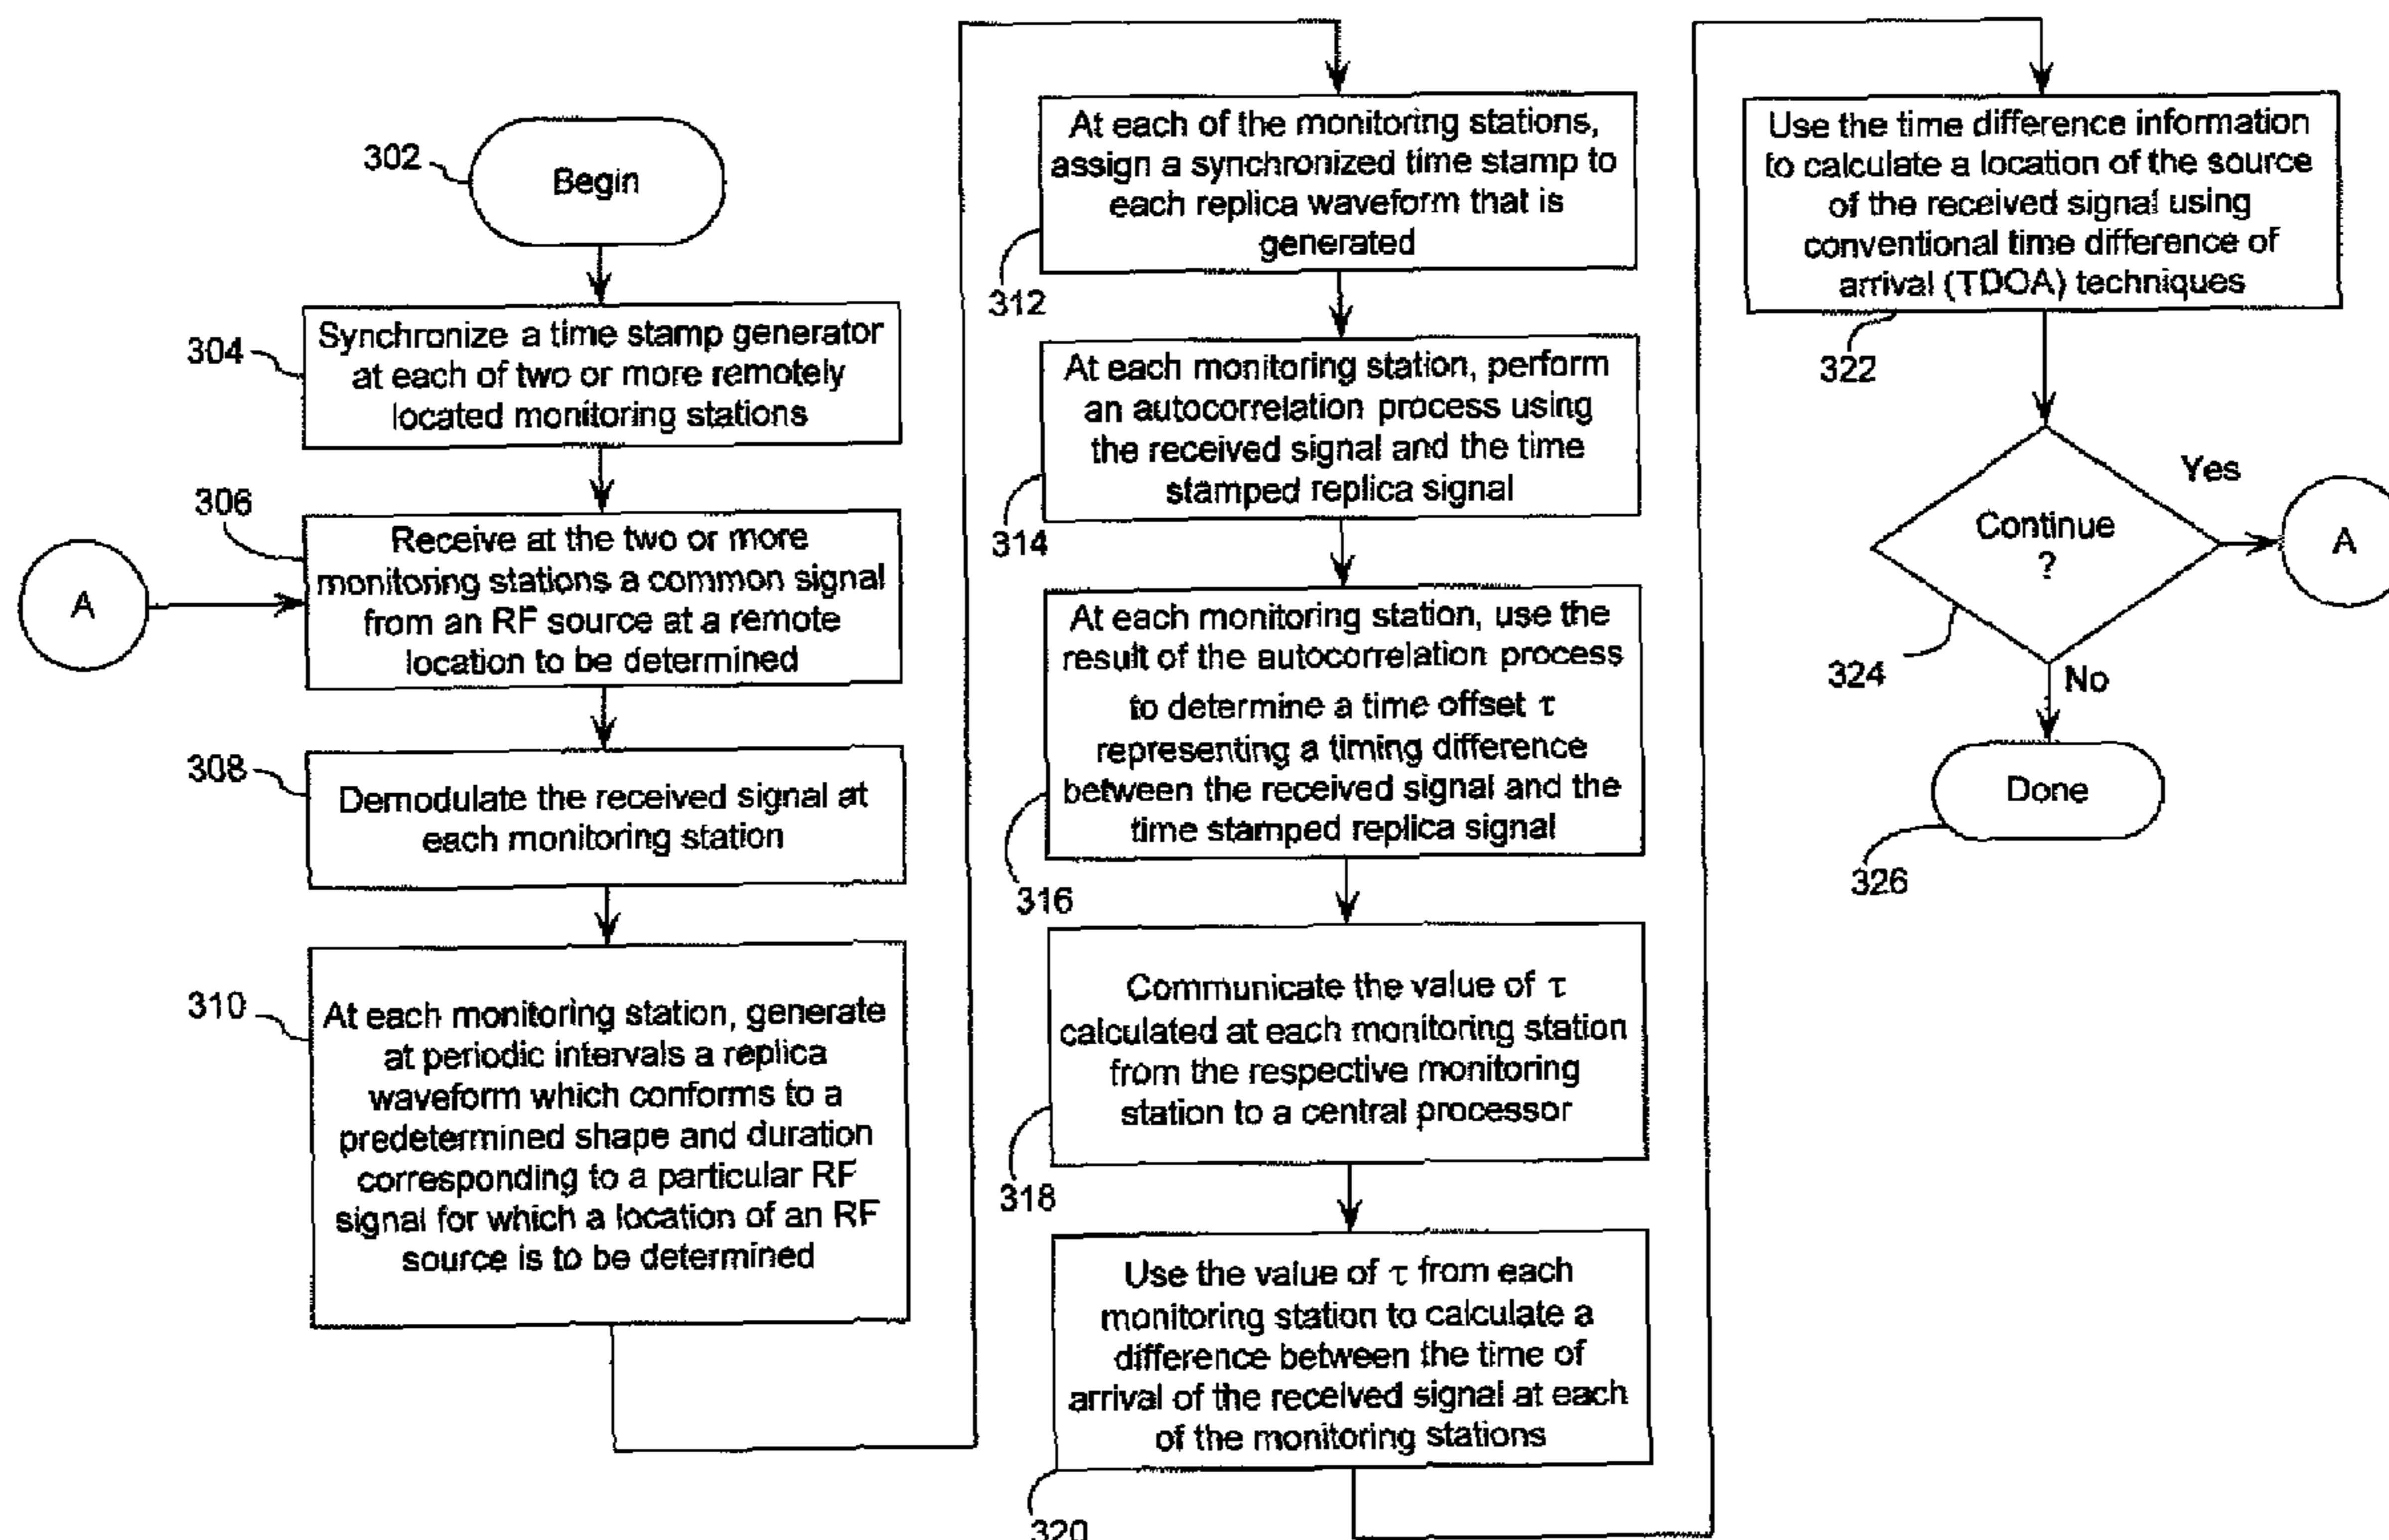 302
Begin
304
Synchronize a time stamp generator
at each of two or more remotely
located monitoring stations
306
A
Receive at the two or more
monitoring stations a common signal
from an RF source at a remote
location to be determined
308
Demodulate the received signal at
each monitoring station
310
At each monitoring station, generate
at periodic intervals a replica
waveform which conforms to a
predetermined shape and duration
corresponding to a particular RF
signal for which a location of an RF
source is to be determined
At each of the monitoring stations,
assign a synchronized time stamp to
each replica waveform that is
generated
312
At each monitoring station, perform
an autocorrelation process using
the received signal and the time
stamped replica signal
314
At each monitoring station, use the
result of the autocorrelation process
to determine a time offset τ
representing a timing difference
between the received signal and the
time stamped replica signal
316
Communicate the value of τ
calculated at each monitoring station
from the respective monitoring
station to a central processor
318
Use the value of τ from each
monitoring station to calculate a
difference between the time of
arrival of the received signal at each
of the monitoring stations
320
Use the time difference information
to calculate a location of the source
of the received signal using
conventional time difference of
arrival (TDOA) techniques
322
Continue
?
Yes
A
324
No
Done
326